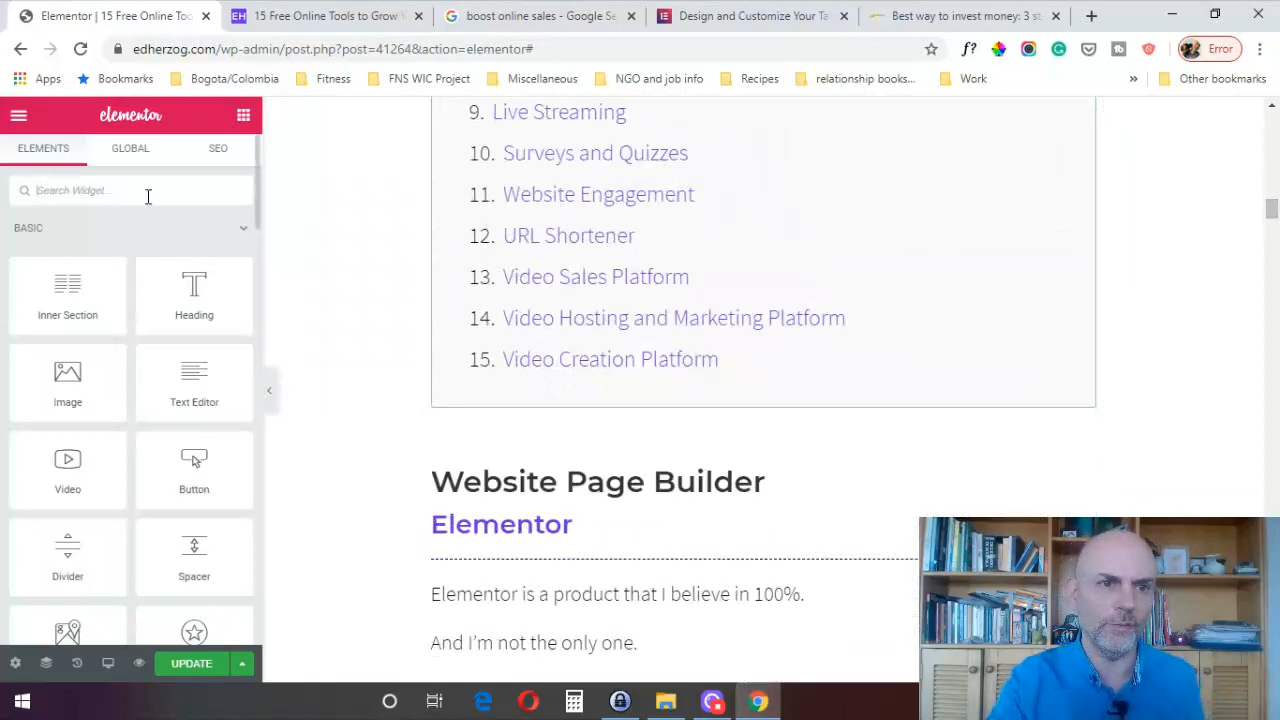 Elementor | 15 Free Online Too
15 Free Online Tools to Grow
boost online sales - Google Se
Design and Customize Your Ta
Best way to invest money: 3 st
edherzog.com/wp-admin/post.php?post=41264&action=elementor#
f?
Error
Apps
Bookmarks
Bogota/Colombia
Fitness
FNS WIC Project
Miscellaneous
NGO and job info
Recipes
relationship books...
Work
Other bookmarks
elementor
ELEMENTS
GLOBAL
SEO
Search Widget...
BASIC
Inner Section
Heading
Image
Text Editor
Video
Button
Divider
Spacer
UPDATE
9. Live Streaming
10. Surveys and Quizzes
11. Website Engagement
12. URL Shortener
13. Video Sales Platform
14. Video Hosting and Marketing Platform
15. Video Creation Platform
Website Page Builder
Elementor
Elementor is a product that I believe in 100%.
And I'm not the only one.